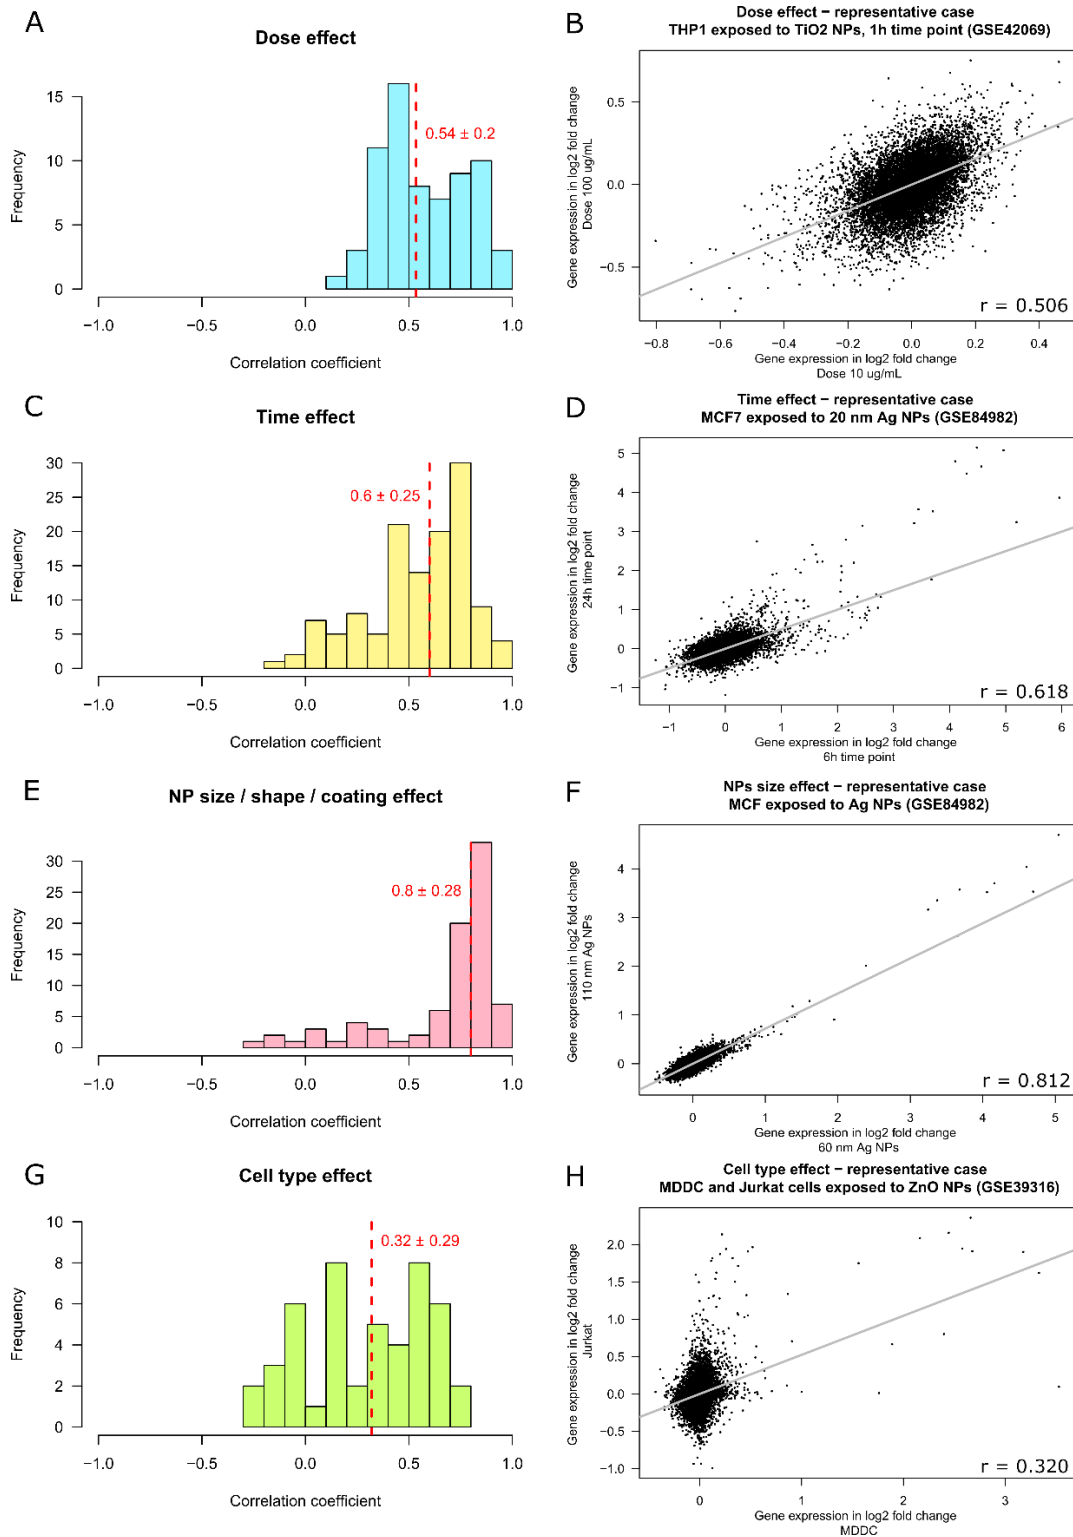 A
Dose effect
Frequency
15
10
5
0
0.54 ± 0.2
−1.0
−0.5
0.0
0.5
1.0
Correlation coefficient
B
Dose effect − representative case
THP1 exposed to TiO2 NPs, 1h time point (GSE42069)
Gene expression in log2 fold change
Dose 100 ug/mL
0.5
0.0
−0.5
r = 0.506
−0.8
−0.6
−0.4
−0.2
0.0
0.2
0.4
Gene expression in log2 fold change
Dose 10 ug/mL
C
Time effect
Frequency
30
25
20
15
10
5
0
0.6 ± 0.25
−1.0
−0.5
0.0
0.5
1.0
Correlation coefficient
D
Time effect − representative case
MCF7 exposed to 20 nm Ag NPs (GSE84982)
Gene expression in log2 fold change
24h time point
5
4
3
2
1
0
−1
r = 0.618
−1
0
1
2
3
4
5
6
Gene expression in log2 fold change
6h time point
E
NP size / shape / coating effect
Frequency
30
25
20
15
10
5
0
0.8 ± 0.28
−1.0
−0.5
0.0
0.5
1.0
Correlation coefficient
F
NPs size effect − representative case
MCF exposed to Ag NPs (GSE84982)
Gene expression in log2 fold change
110 nm Ag NPs
4
3
2
1
0
r = 0.812
0
1
2
3
4
5
Gene expression in log2 fold change
60 nm Ag NPs
G
Cell type effect
Frequency
10
8
6
4
2
0
0.32 ± 0.29
−1.0
−0.5
0.0
0.5
1.0
Correlation coefficient
H
Cell type effect − representative case
MDDC and Jurkat cells exposed to ZnO NPs (GSE39316)
Gene expression in log2 fold change
Jurkat
2.0
1.5
1.0
0.5
0.0
−0.5
−1.0
r = 0.320
0
1
2
3
Gene expression in log2 fold change
MDDC